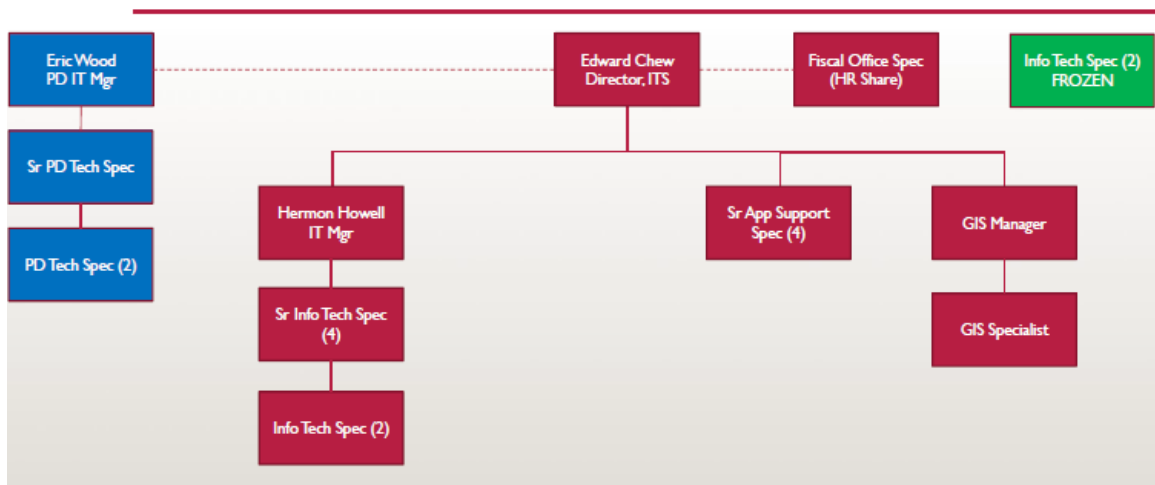 Eric Wood
PD IT Mgr
Edward Chew
Director, ITS
Fiscal Office Spec
(HR Share)
Info Tech Spec (2)
FROZEN
Sr PD Tech Spec
Hermon Howell
IT Mgr
Sr App Support
Spec (4)
GIS Manager
PD Tech Spec (2)
Sr Info Tech Spec
(4)
GIS Specialist
Info Tech Spec (2)